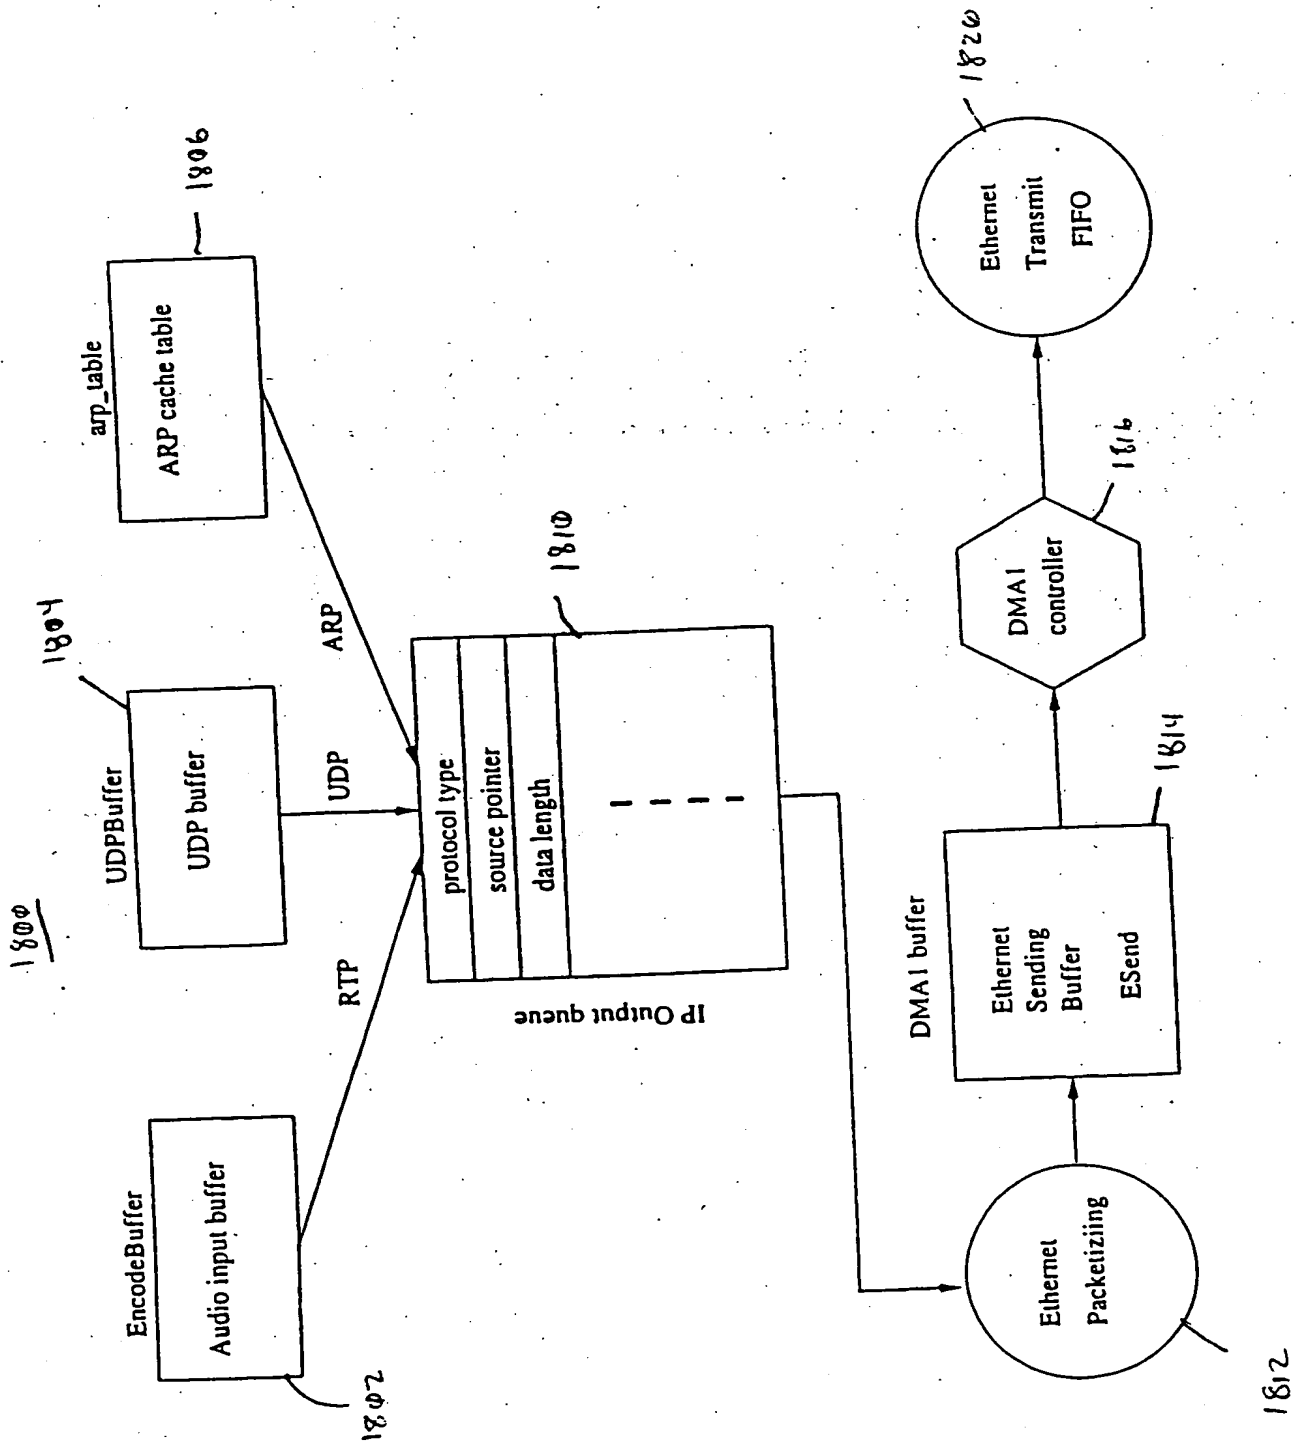 1800
EncodeBuffer
Audio input buffer
1802
UDPBuffer
UDP buffer
1804
arp_table
ARP cache table
1806
RTP
UDP
ARP
IP Output queue
protocol type
source pointer
data length
1810
Ethernet
Packetiziing
1812
DMA1 buffer
Ethernet
Sending
Buffer
ESend
1814
DMA1
controller
1816
Ethernet
Transmit
FIFO
1820